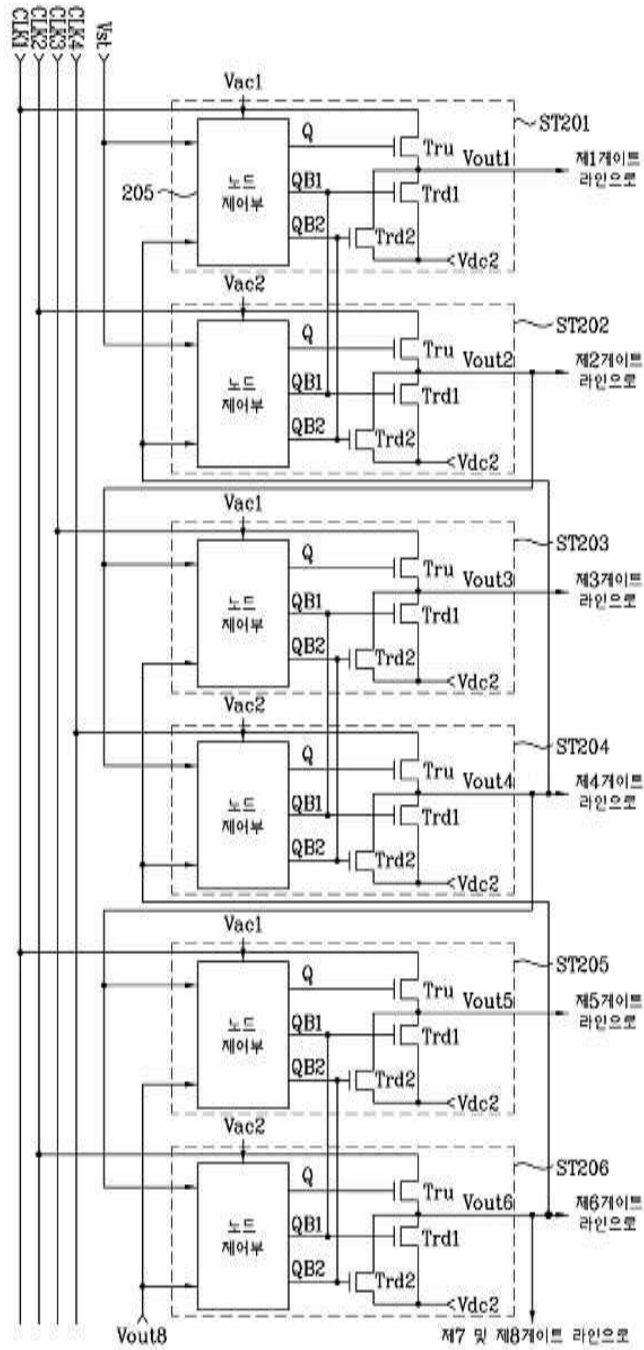 CLK1
CLK2
CLK3
CLK4
Vst
Vac1
ST201
205
노드
제어부
Q
QB1
QB2
Tru
Trd1
Trd2
Vout1
Vdc2
제1게이트
라인으로
Vac2
ST202
노드
제어부
Q
QB1
QB2
Tru
Trd1
Trd2
Vout2
Vdc2
제2게이트
라인으로
Vac1
ST203
노드
제어부
Q
QB1
QB2
Tru
Trd1
Trd2
Vout3
Vdc2
제3게이트
라인으로
Vac2
ST204
노드
제어부
Q
QB1
QB2
Tru
Trd1
Trd2
Vout4
Vdc2
제4게이트
라인으로
Vac1
ST205
노드
제어부
Q
QB1
QB2
Tru
Trd1
Trd2
Vout5
Vdc2
제5게이트
라인으로
Vac2
ST206
노드
제어부
Q
QB1
QB2
Tru
Trd1
Trd2
Vout6
Vdc2
제6게이트
라인으로
Vout8
제7 및 제8게이트 라인으로